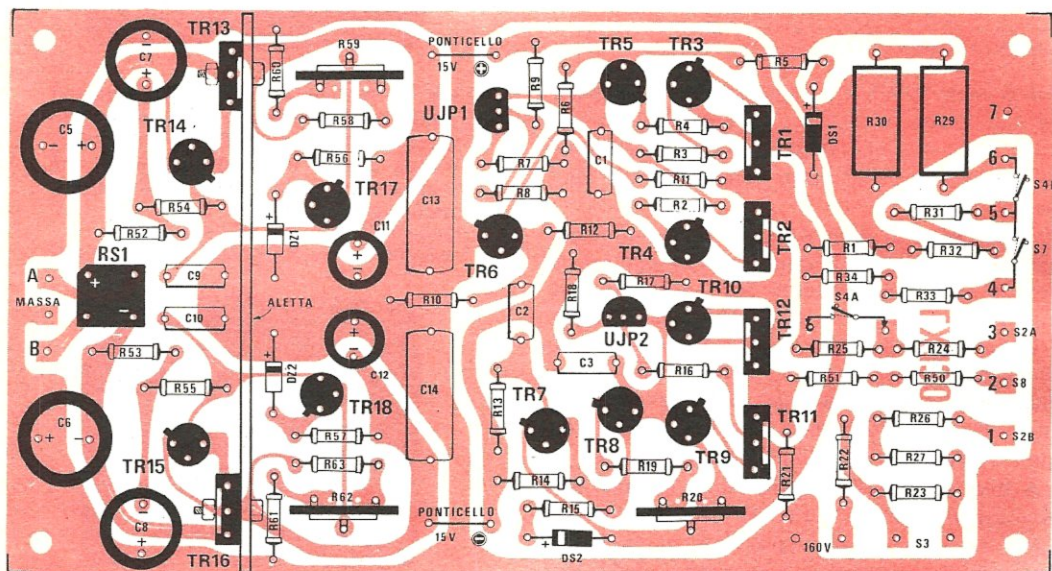 TR13
C7
R60
R59
PONTICELLO
15V
TR5
TR3
R5
R9
R6
UJP1
R58
R56
TR14
C5
R4
R3
R11
R2
TR1
DS1
R30
R29
7
6
5
4
R7
R8
C1
C13
TR17
R54
R52
RS1
DZ1
C11
TR6
R12
TR4
TR2
R31
R32
S7
R1
R34
R33
A
MASSA
B
C9
C10
ALETTA
R10
R18
R17
TR10
TR12
S4A
C2
UJP2
3
S2A
R25
R24
R53
R55
DZ2
C12
C14
C3
R16
R51
R50
2
S8
TR18
R13
TR7
TR8
TR9
TR11
R26
1
S2B
C6
TR15
R57
R63
R62
R61
R14
R15
R19
R20
R21
R22
R27
R23
C8
TR16
PONTICELLO
15V
DS2
160V
S3